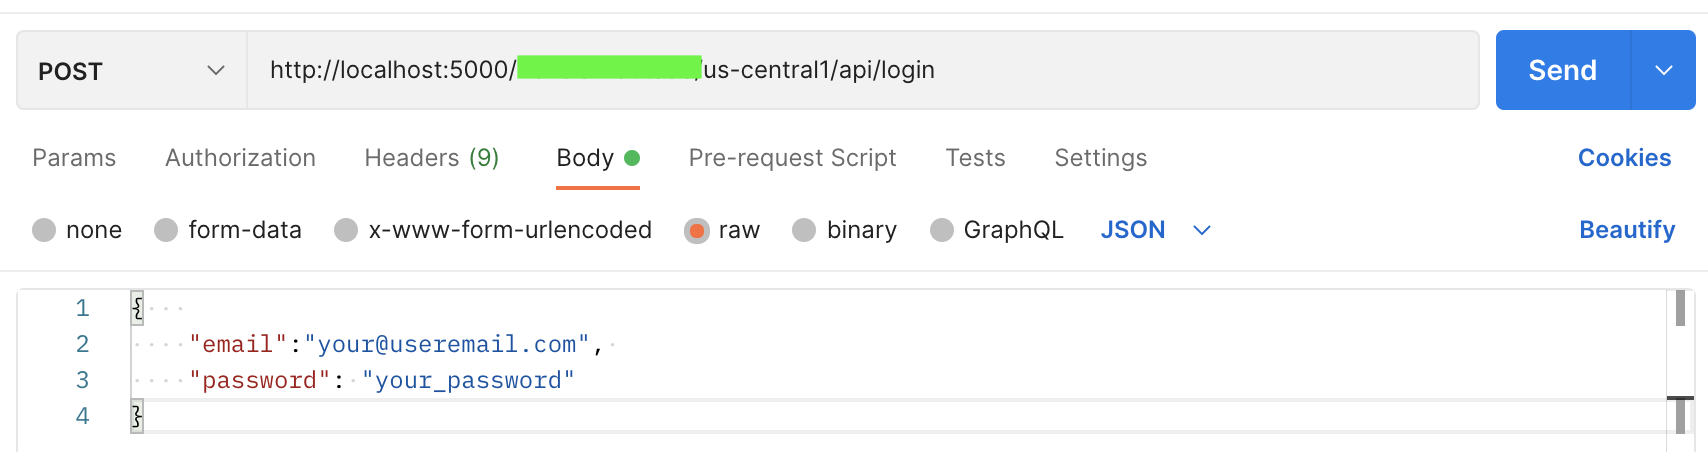 POST http://localhost:5000/ /us-central1/api/login Send
Params Authorization Headers (9) Body Pre-request Script Tests Settings Cookies
none form-data x-www-form-urlencoded raw binary GraphQL JSON Beautify
1 {
2 "email":"your@useremail.com",
3 "password": "your_password"
4 }